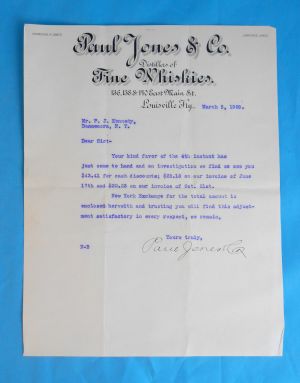 Paul Jones & Co.
Distillers of
Fine Whiskies.
136, 138 & 140 East Main St.
Louisville Ky.,
March 8, 1900.
Mr. P. J. Kennedy,
Dannemora, N. Y.
Dear Sir:-
Your kind favor of the 4th instant has
just come to hand and on investigation we find we owe you
$43.41 for cash discounts; $23.18 on our invoice of June
17th and $20.23 on our invoice of Oct. 21st.
New York Exchange for the total amount is
enclosed herewith and trusting you will find this adjust-
ment satisfactory in every respect, we remain,
Yours truly,
Paul Jones & Co